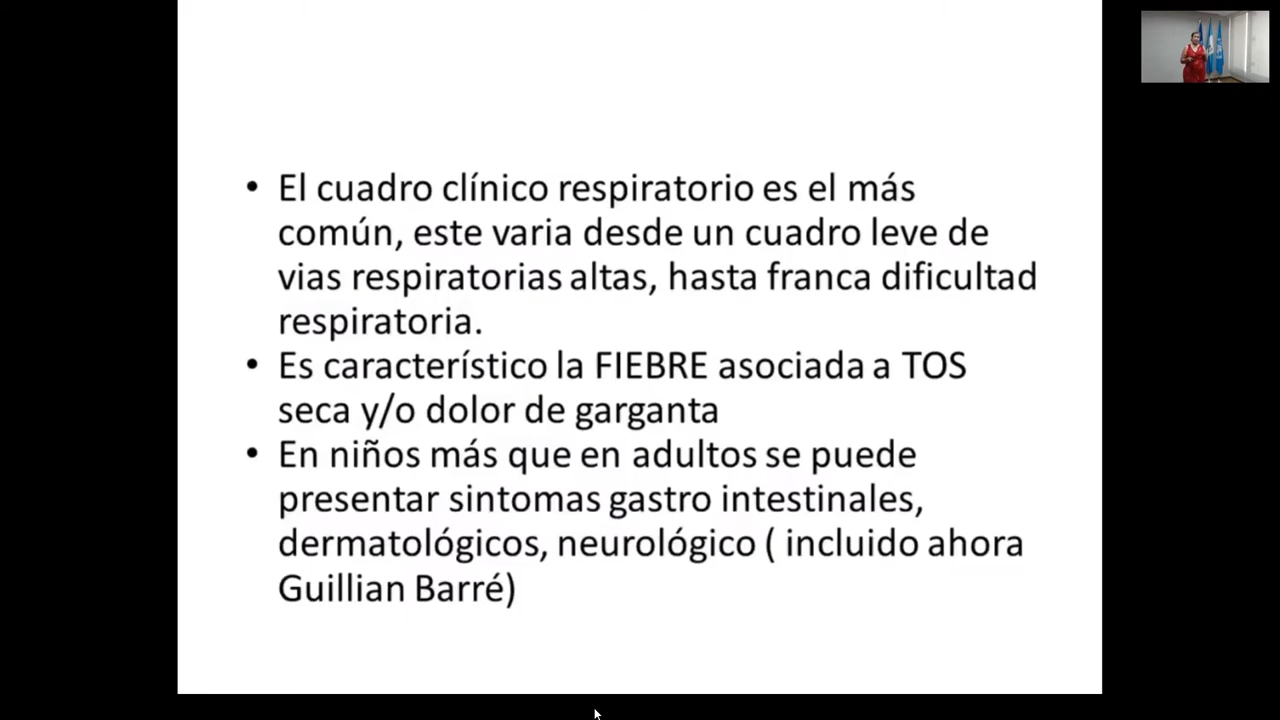 • El cuadro clínico respiratorio es el más
común, este varia desde un cuadro leve de
vias respiratorias altas, hasta franca dificultad
respiratoria.
• Es característico la FIEBRE asociada a TOS
seca y/o dolor de garganta
• En niños más que en adultos se puede
presentar sintomas gastro intestinales,
dermatológicos, neurológico ( incluido ahora
Guillian Barré)